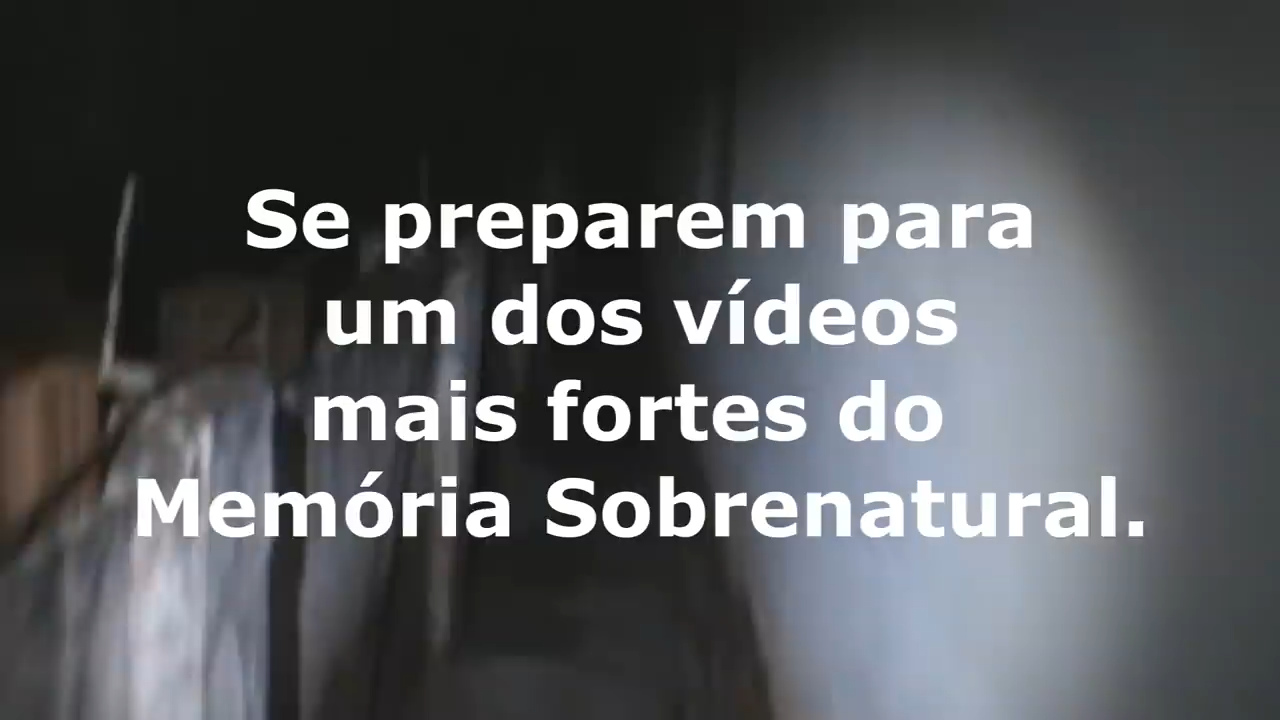 Se preparem para
um dos vídeos
mais fortes do
Memória Sobrenatural.